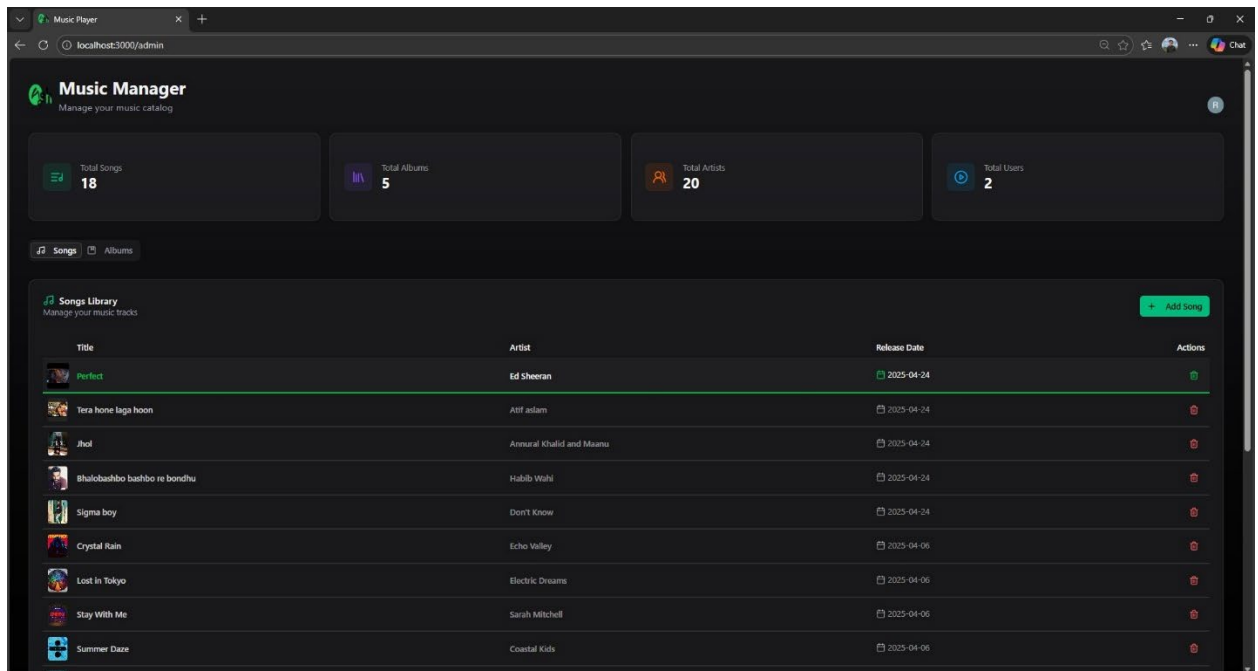 Music Player
localhost:3000/admin
Chat
Music Manager
Manage your music catalog
R
Total Songs
18
Total Albums
5
Total Artists
20
Total Users
2
Songs
Albums
Songs Library
Manage your music tracks
+ Add Song
Title Artist Release Date Actions
Perfect Ed Sheeran 2025-04-24
Tera hone laga hoon Atif aslam 2025-04-24
Jhol Annural Khalid and Maanu 2025-04-24
Bhalobashbo bashbo re bondhu Habib Wahi 2025-04-24
Sigma boy Don't Know 2025-04-24
Crystal Rain Echo Valley 2025-04-06
Lost in Tokyo Electric Dreams 2025-04-06
Stay With Me Sarah Mitchell 2025-04-06
Summer Daze Coastal Kids 2025-04-06